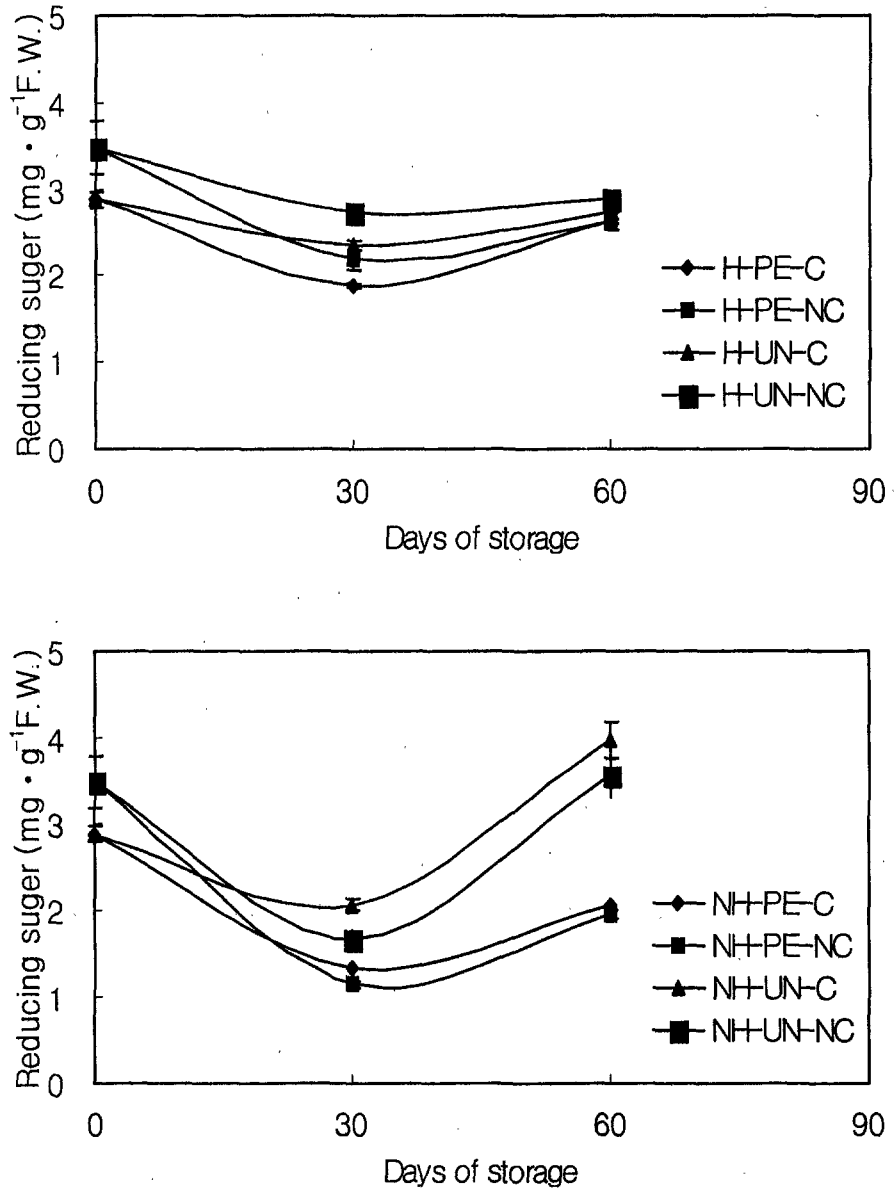 Reducing suger (mg・g⁻¹F.W.)
5
4
3
2
1
0
H-PE-C
H-PE-NC
H-UN-C
H-UN-NC
0 30 60 90
Days of storage
Reducing suger (mg・g⁻¹F.W.)
5
4
3
2
1
0
NH-PE-C
NH-PE-NC
NH-UN-C
NH-UN-NC
0 30 60 90
Days of storage